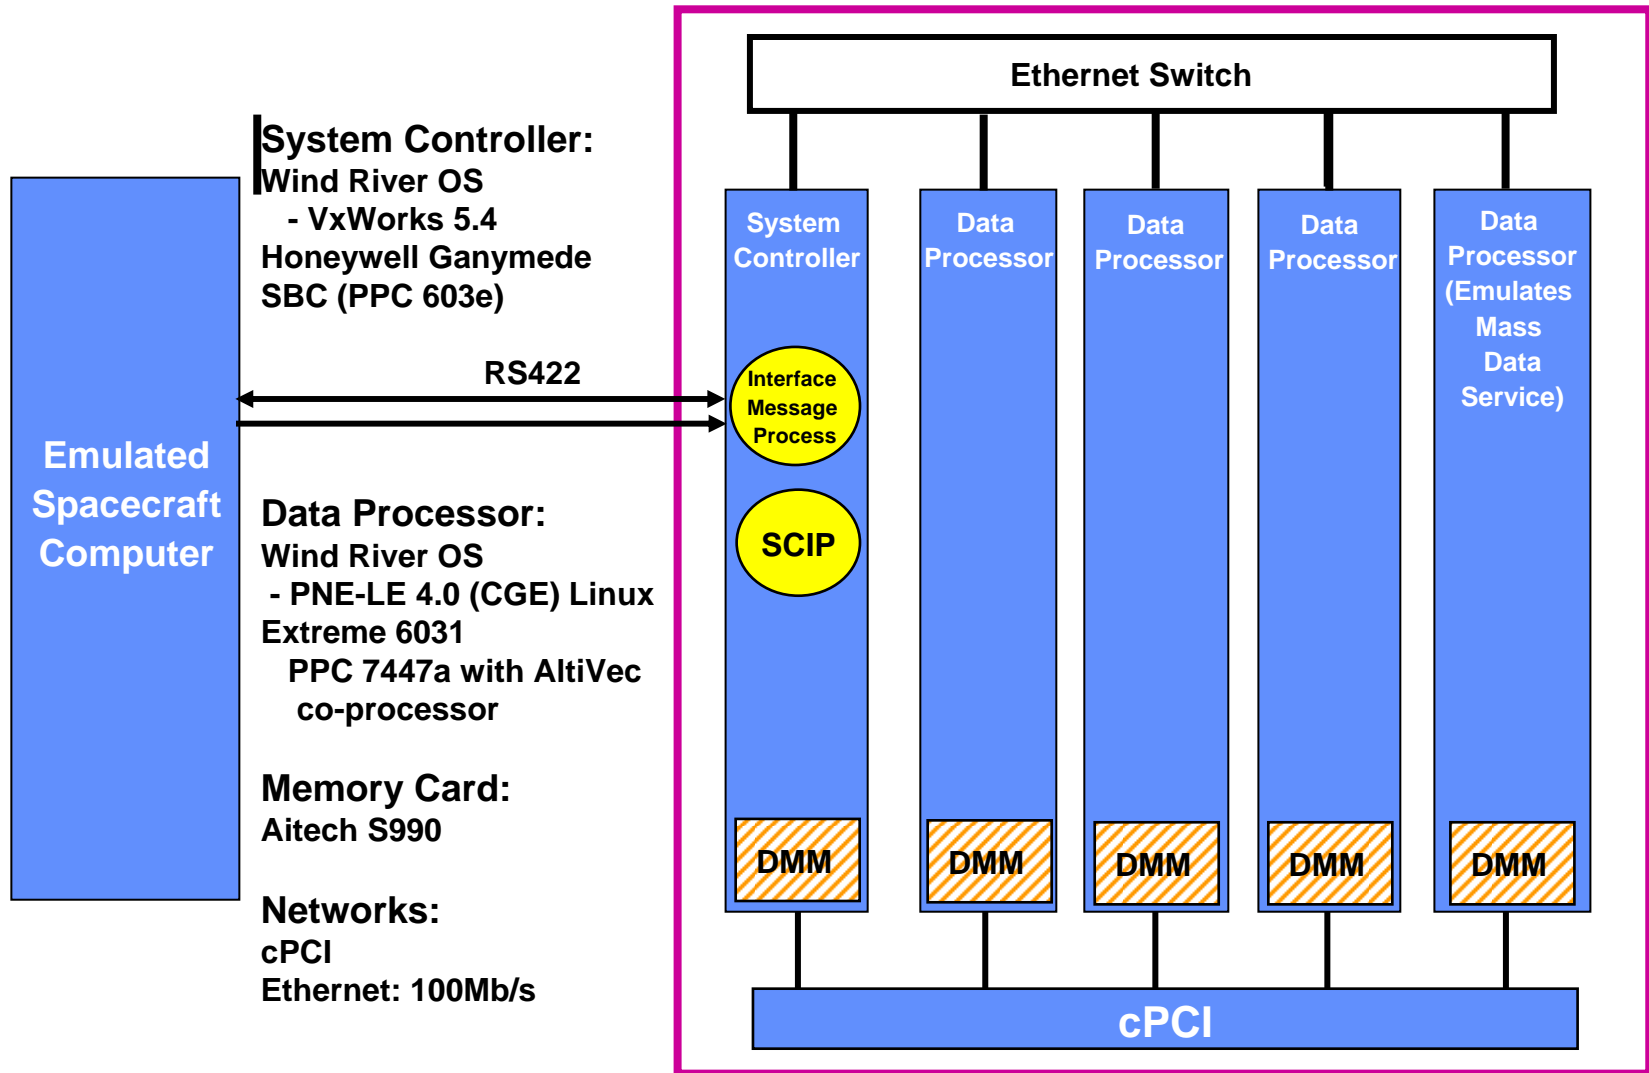 Ethernet Switch
System Controller:
Wind River OS
- VxWorks 5.4
Honeywell Ganymede
SBC (PPC 603e)
RS422
Emulated
Spacecraft
Computer
Data Processor:
Wind River OS
- PNE-LE 4.0 (CGE) Linux
Extreme 6031
PPC 7447a with AltiVec
co-processor
Memory Card:
Aitech S990
Networks:
cPCI
Ethernet: 100Mb/s
System
Controller
Interface
Message
Process
SCIP
DMM
Data
Processor
DMM
Data
Processor
DMM
Data
Processor
DMM
Data
Processor
(Emulates
Mass
Data
Service)
DMM
cPCI